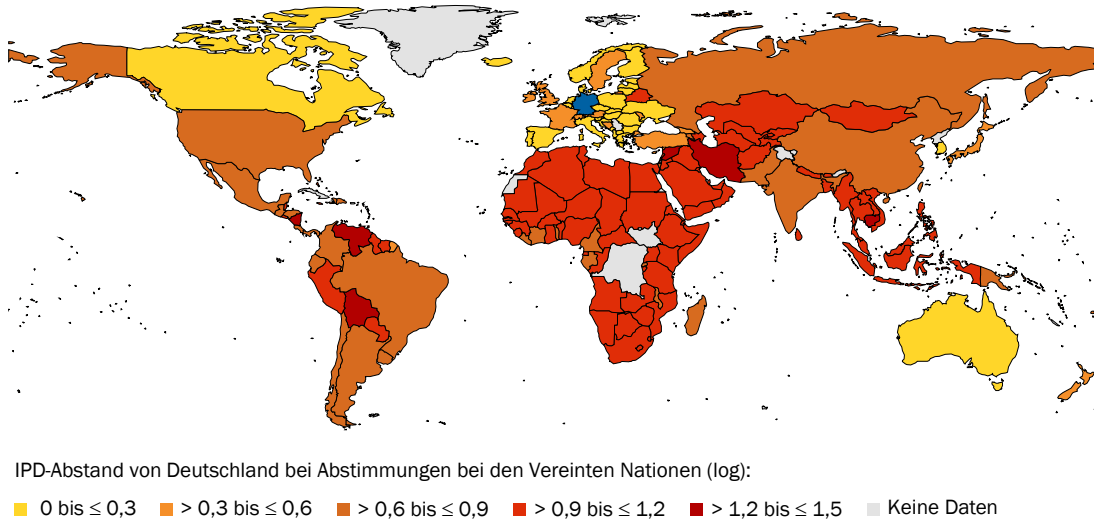 IPD-Abstand von Deutschland bei Abstimmungen bei den Vereinten Nationen (log):
0 bis ≤ 0,3 > 0,3 bis ≤ 0,6 > 0,6 bis ≤ 0,9 > 0,9 bis ≤ 1,2 > 1,2 bis ≤ 1,5 Keine Daten